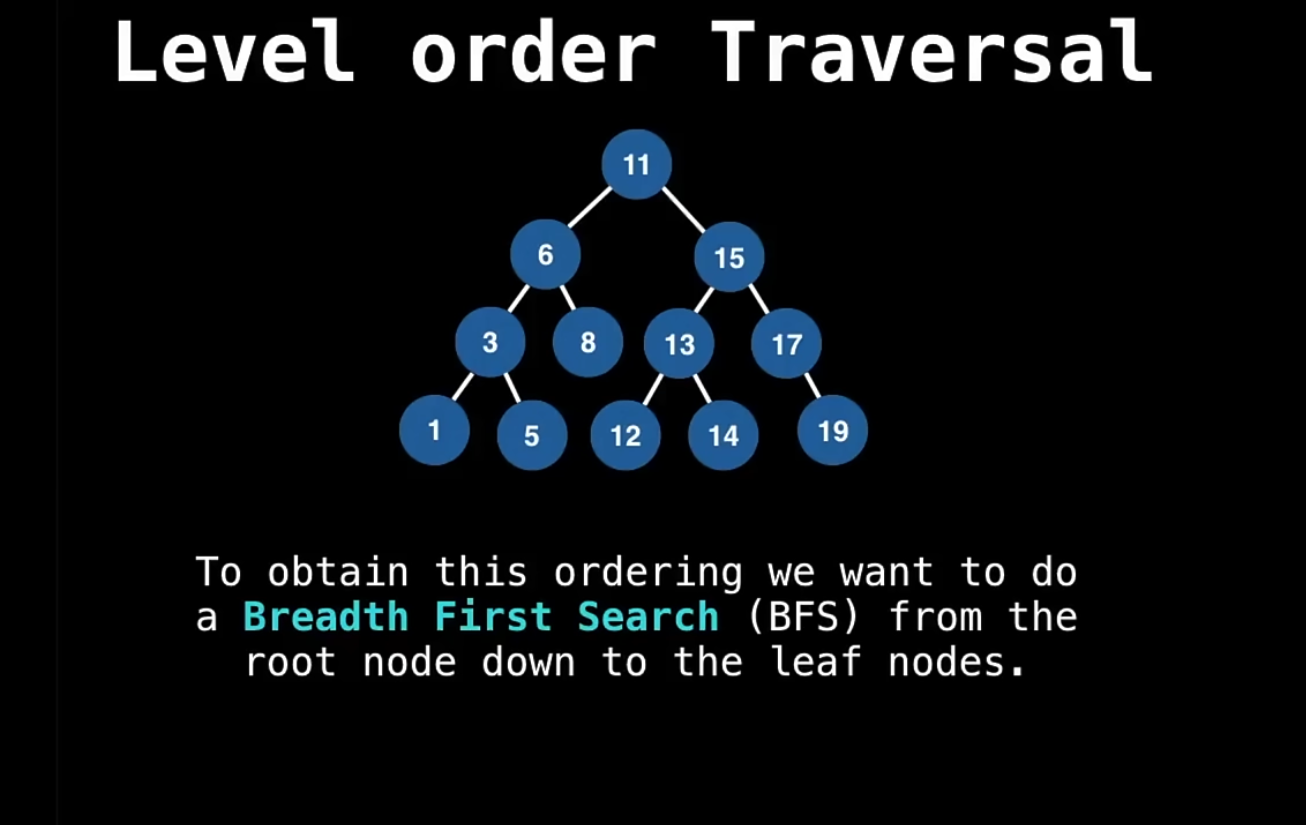 Level order Traversal
11
6 15
3 8 13 17
1 5 12 14 19
To obtain this ordering we want to do
a Breadth First Search (BFS) from the
root node down to the leaf nodes.